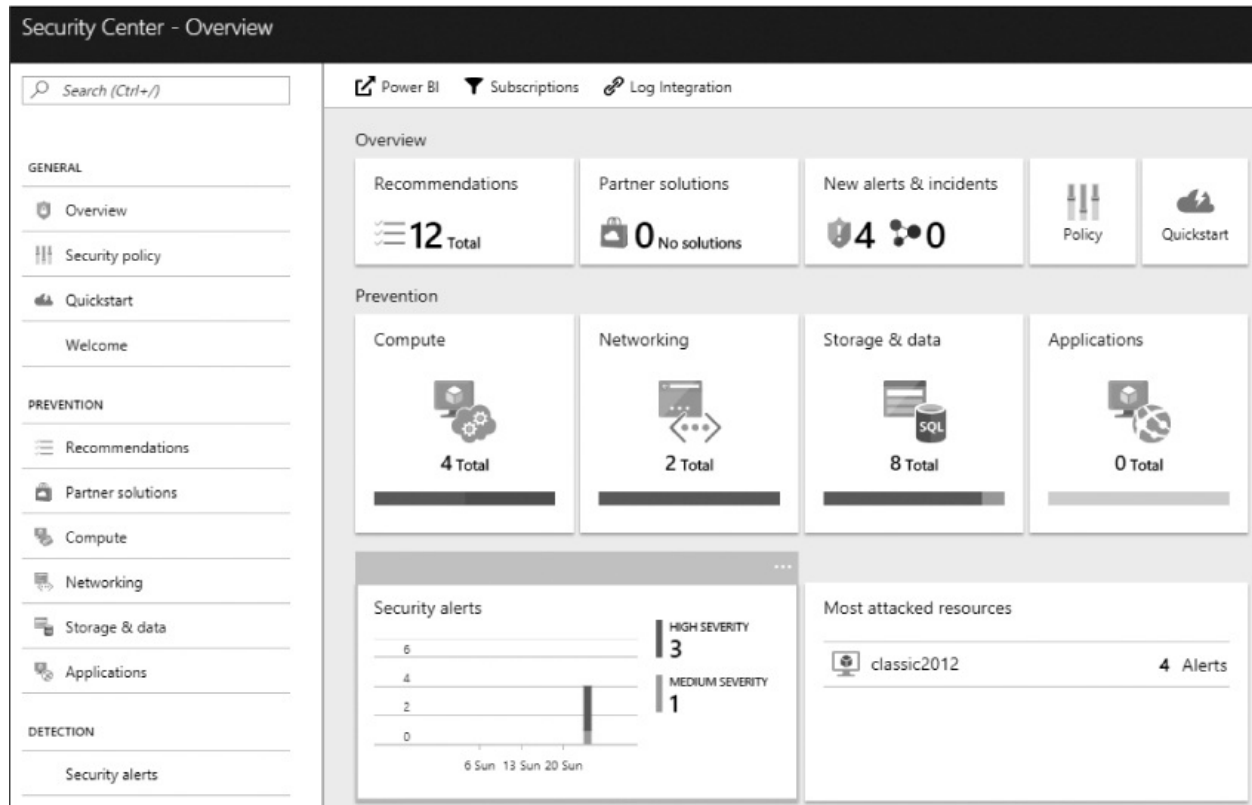 Security Center - Overview
Search (Ctrl+/)
GENERAL
Overview
Security policy
Quickstart
Welcome
PREVENTION
Recommendations
Partner solutions
Compute
Networking
Storage & data
Applications
DETECTION
Security alerts
Power BI Subscriptions Log Integration
Overview
Recommendations
12 Total
Partner solutions
0 No solutions
New alerts & incidents
4 0
Policy
Quickstart
Prevention
Compute
4 Total
Networking
2 Total
Storage & data
SQL
8 Total
Applications
0 Total
...
Security alerts
6
4
2
0
6 Sun 13 Sun 20 Sun
HIGH SEVERITY
3
MEDIUM SEVERITY
1
Most attacked resources
classic2012 4 Alerts